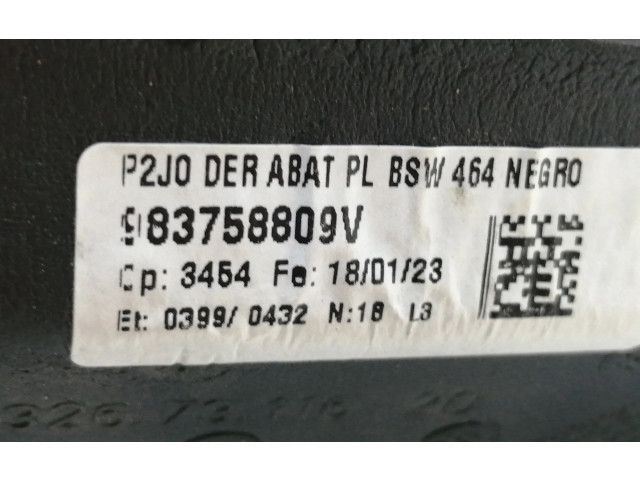 P2JO DER ABAT PL BSW 464 NEGRO
983758809V
Cp: 3454 Fe: 18/01/23
Et: 0399/ 0432 N:18 L3